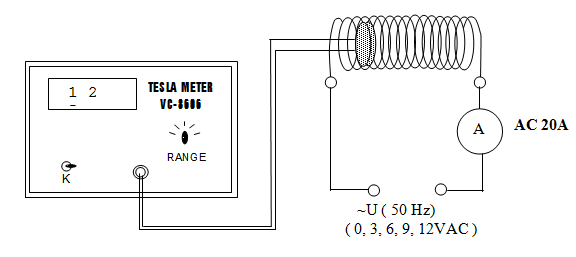 1 2
-
TESLA METER
VC-8606
RANGE
K
A
AC 20A
~U ( 50 Hz)
( 0, 3, 6, 9, 12VAC )